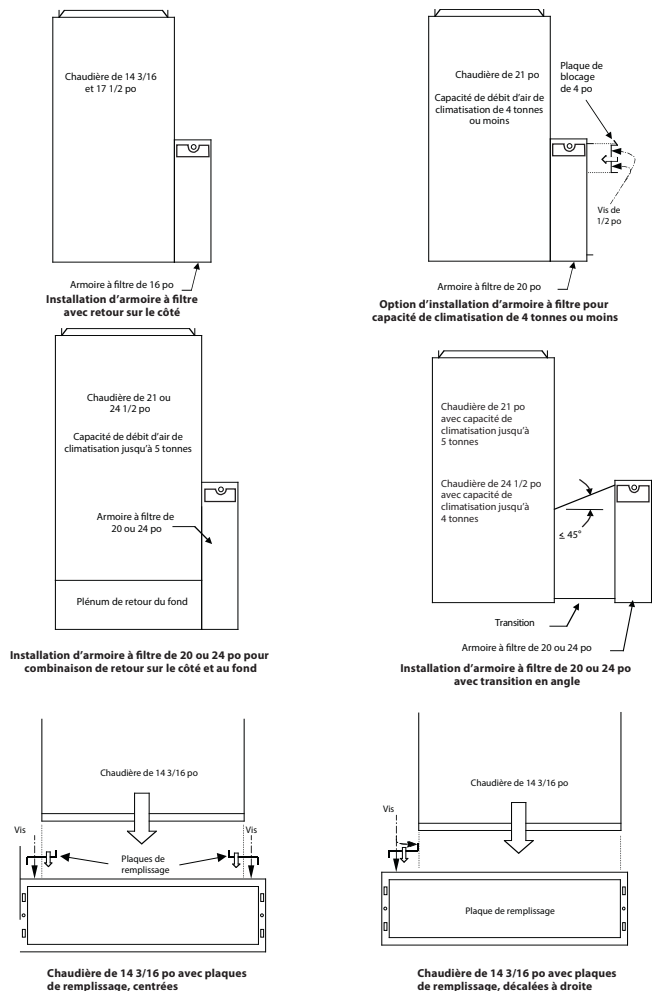 Chaudière de 14 3/16
et 17 1/2 po
Armoire à filtre de 16 po
Installation d'armoire à filtre
avec retour sur le côté
Chaudière de 21 po
Capacité de débit d'air de
climatisation de 4 tonnes
ou moins
Plaque de
blocage
de 4 po
Vis de
1/2 po
Armoire à filtre de 20 po
Option d'installation d'armoire à filtre pour
capacité de climatisation de 4 tonnes ou moins
Chaudière de 21 ou
24 1/2 po
Capacité de débit d'air de
climatisation jusqu'à 5 tonnes
Armoire à filtre de
20 ou 24 po
Plénum de retour du fond
Installation d'armoire à filtre de 20 ou 24 po pour
combinaison de retour sur le côté et au fond
Chaudière de 21 po
avec capacité de
climatisation jusqu'à
5 tonnes
Chaudière de 24 1/2 po
avec capacité de
climatisation jusqu'à
4 tonnes
≤ 45°
Transition
Armoire à filtre de 20 ou 24 po
Installation d'armoire à filtre de 20 ou 24 po
avec transition en angle
Chaudière de 14 3/16 po
Vis
Vis
Plaques de
remplissage
Chaudière de 14 3/16 po avec plaques
de remplissage, centrées
Chaudière de 14 3/16 po
Vis
Plaque de remplissage
Chaudière de 14 3/16 po avec plaques
de remplissage, décalées à droite